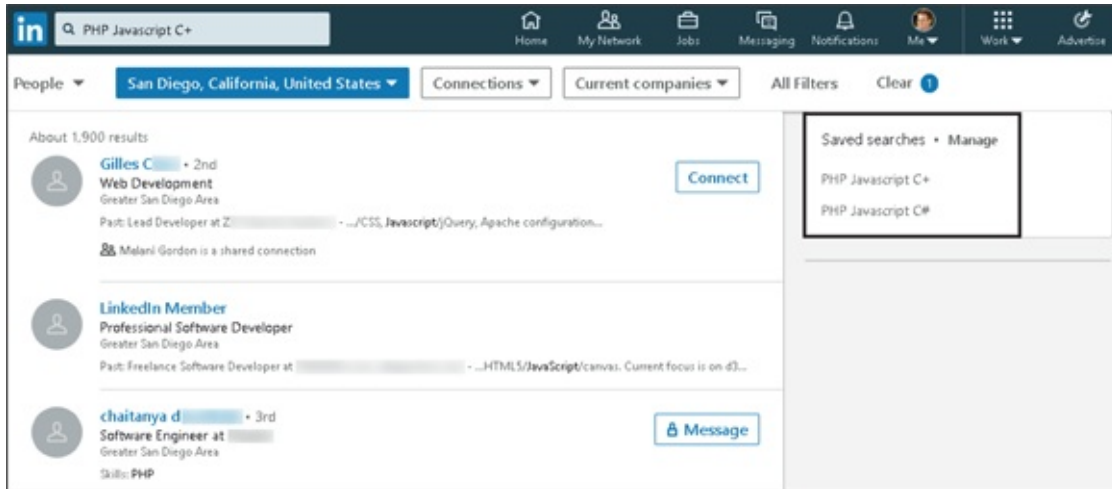 in
PHP Javascript C+
Home
My Network
Jobs
Messaging
Notifications
Me
Work
Advertise
People
San Diego, California, United States
Connections
Current companies
All Filters
Clear 1
About 1,900 results
Gilles C • 2nd
Web Development
Greater San Diego Area
Past: Lead Developer at Z - .../CSS, Javascript/jQuery, Apache configuration...
Melani Gordon is a shared connection
Connect
LinkedIn Member
Professional Software Developer
Greater San Diego Area
Past: Freelance Software Developer at - ...HTML5/JavaScript/canvas. Current focus is on d3...
chaitanya d • 3rd
Software Engineer at
Greater San Diego Area
Skills: PHP
Message
Saved searches • Manage
PHP Javascript C+
PHP Javascript C#